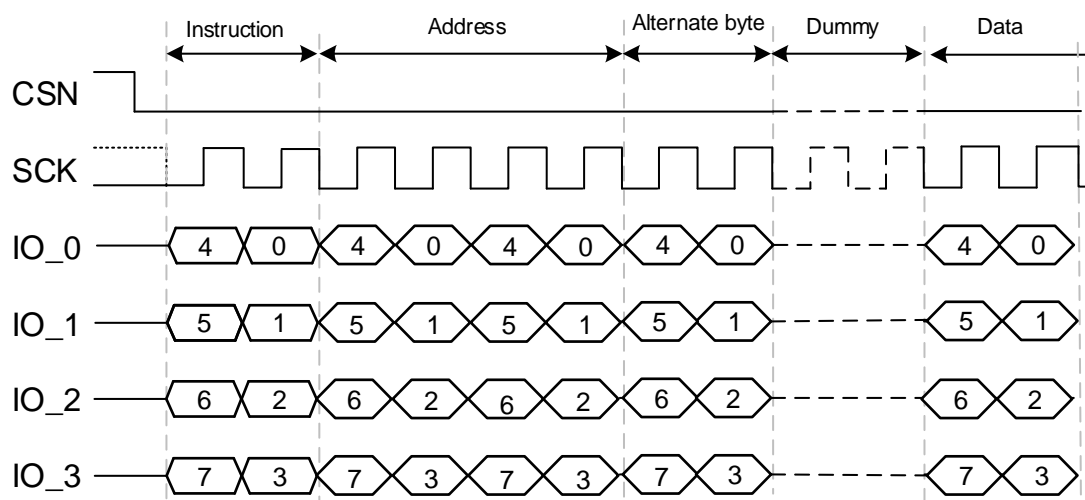 Instruction Address Alternate byte Dummy Data
CSN
SCK
IO_0 4 0 4 0 4 0 4 0 4 0
IO_1 5 1 5 1 5 1 5 1 5 1
IO_2 6 2 6 2 6 2 6 2 6 2
IO_3 7 3 7 3 7 3 7 3 7 3